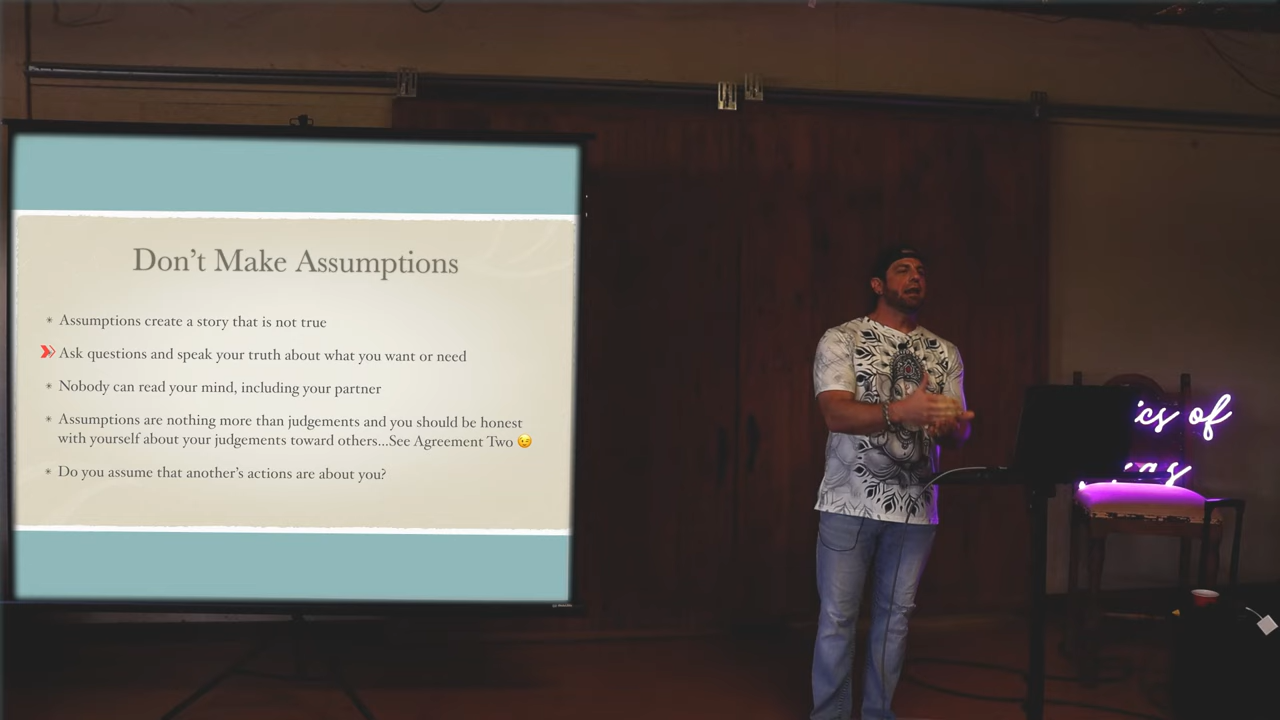 Don't Make Assumptions
* Assumptions create a story that is not true
Ask questions and speak your truth about what you want or need
* Nobody can read your mind, including your partner
* Assumptions are nothing more than judgements and you should be honest
with yourself about your judgements toward others...See Agreement Two 😉
* Do you assume that another's actions are about you?
of